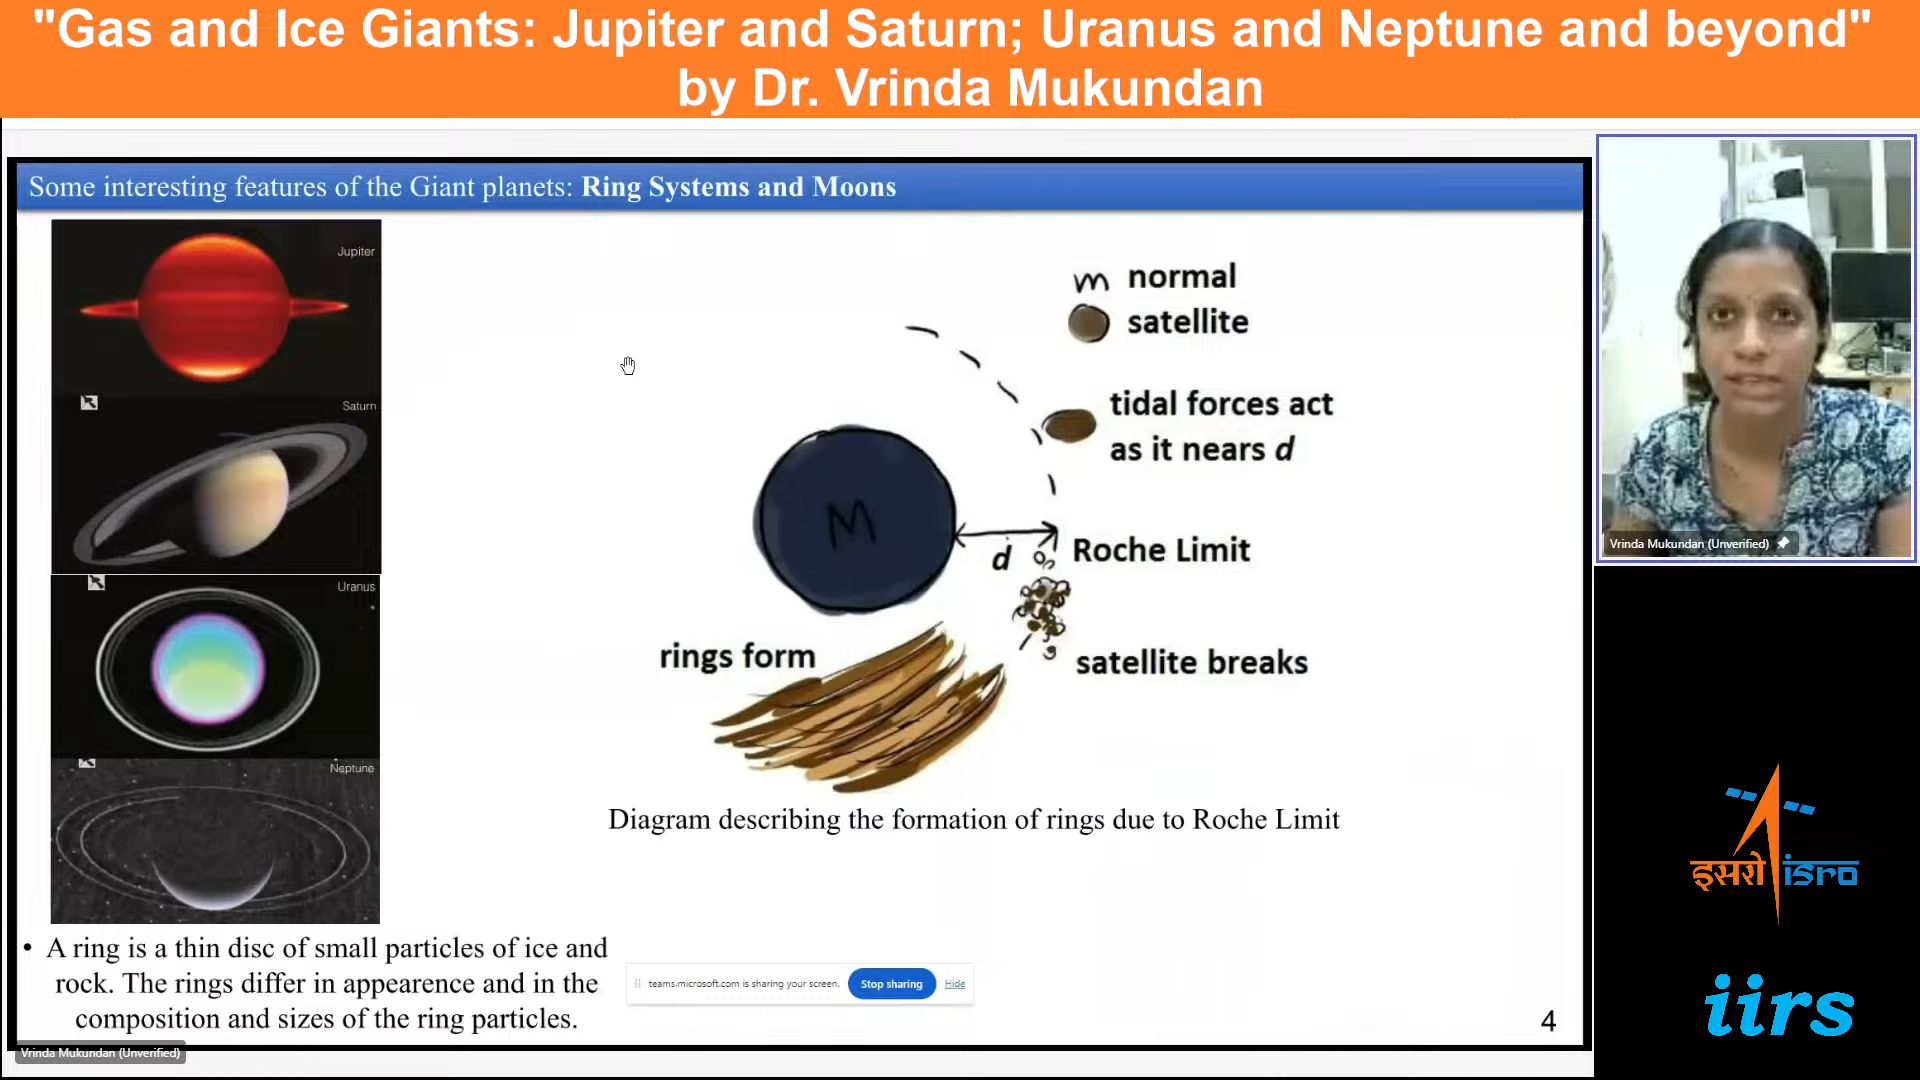 "Gas and Ice Giants: Jupiter and Saturn; Uranus and Neptune and beyond"
by Dr. Vrinda Mukundan
Some interesting features of the Giant planets: Ring Systems and Moons
Jupiter
Saturn
Uranus
Neptune
m normal
satellite
tidal forces act
as it nears d
M
d
Roche Limit
rings form
satellite breaks
Diagram describing the formation of rings due to Roche Limit
• A ring is a thin disc of small particles of ice and
rock. The rings differ in appearence and in the
composition and sizes of the ring particles.
teams.microsoft.com is sharing your screen. Stop sharing Hide
4
Vrinda Mukundan (Unverified)
Vrinda Mukundan (Unverified)
इसरो isro
iirs